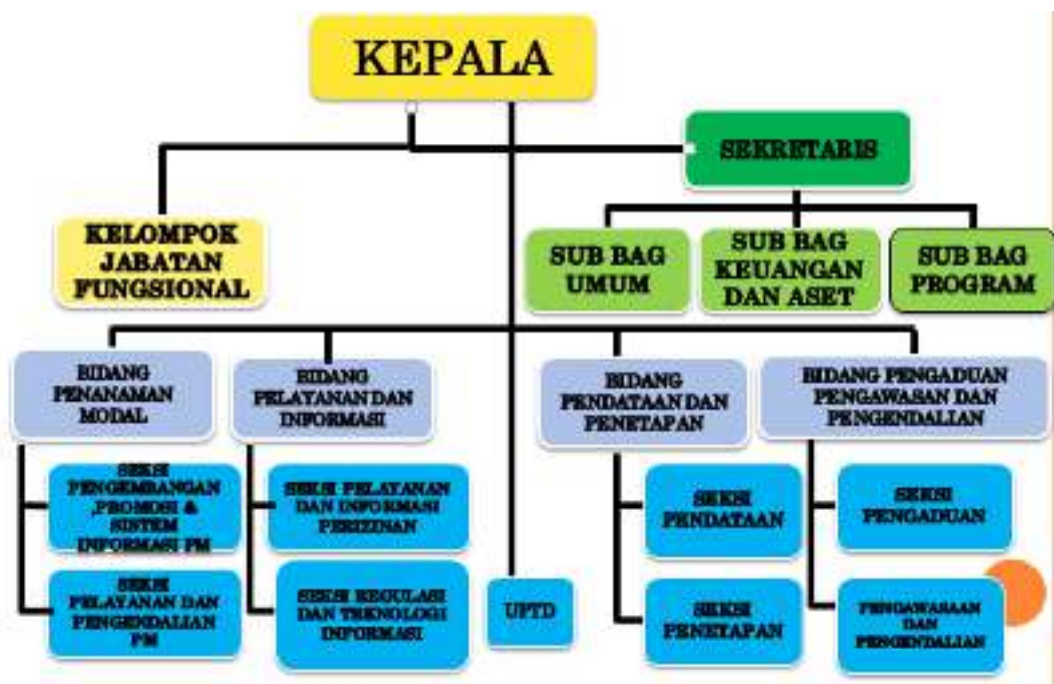 KEPALA
SEKRETARIS
KELOMPOK
JABATAN
FUNGSIONAL
SUB BAG
UMUM
SUB BAG
KEUANGAN
DAN ASET
SUB BAG
PROGRAM
BIDANG
PENANAMAN
MODAL
BIDANG
PELAYANAN DAN
INFORMASI
BIDANG
PENDATAAN DAN
PENETAPAN
BIDANG PENGADUAN
PENGAWASAN DAN
PENGENDALIAN
SEKSI
PENGEMBANGAN
,PROMOSI &
SISTEM
INFORMASI PM
SEKSI PELAYANAN
DAN INFORMASI
PERIZINAN
SEKSI
PENDATAAN
SEKSI
PENGADUAN
SEKSI
PELAYANAN DAN
PENGENDALIAN
PM
SEKSI REGULASI
DAN TEKNOLOGI
INFORMASI
UPTD
SEKSI
PENETAPAN
PENGAWASAAN
DAN
PENGENDALIAN